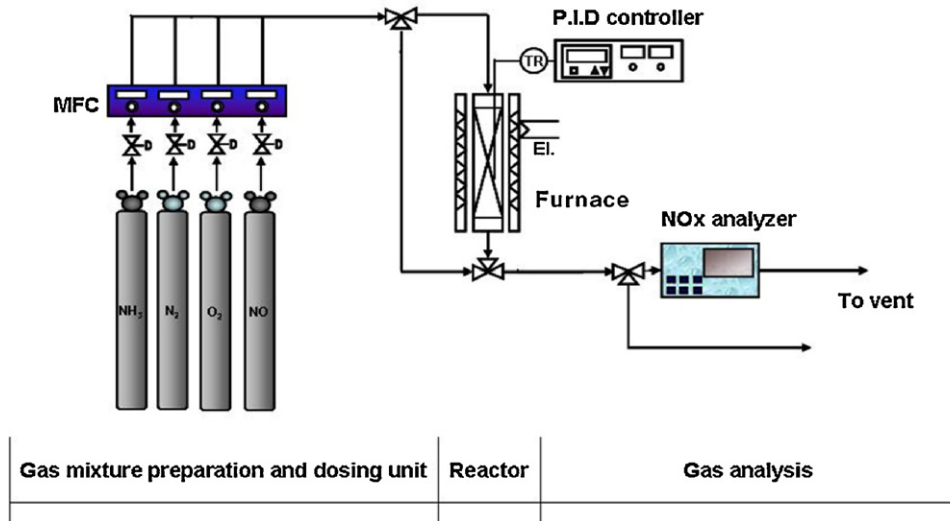 P.I.D controller
TR
MFC
D D D D
El.
Furnace
NOx analyzer
NH₃ N₂ O₂ NO
To vent
Gas mixture preparation and dosing unit Reactor Gas analysis